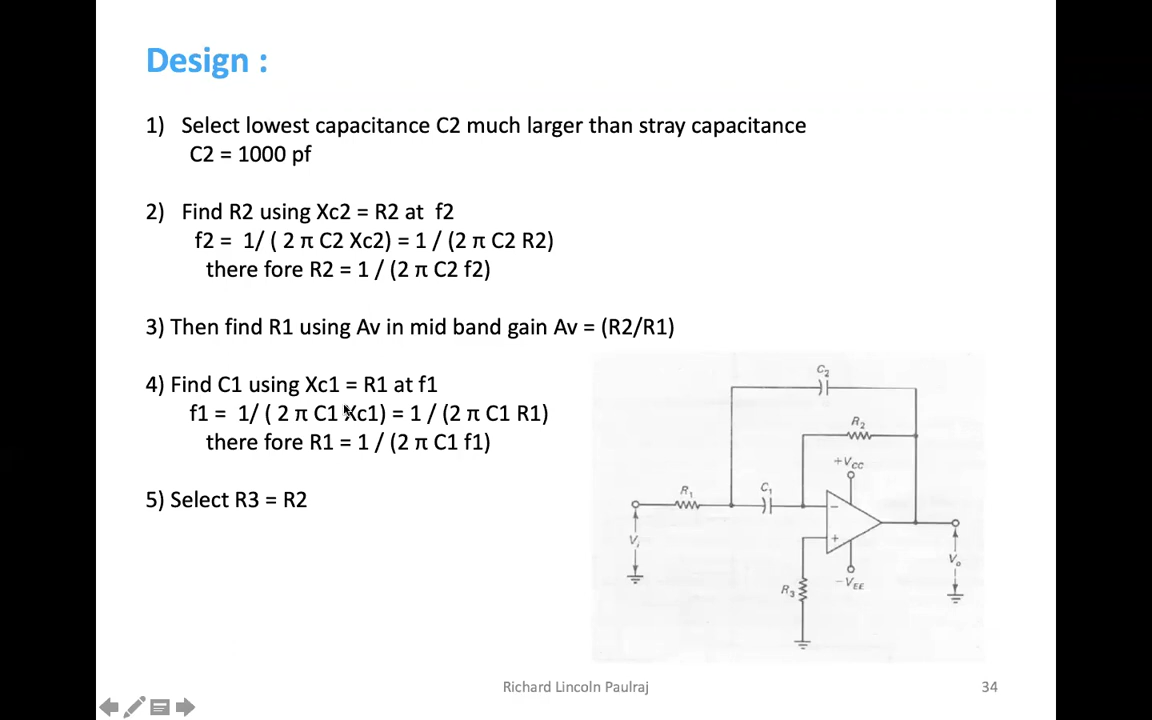 Design :
1) Select lowest capacitance C2 much larger than stray capacitance
C2 = 1000 pf
2) Find R2 using Xc2 = R2 at f2
f2 = 1/ ( 2 π C2 Xc2) = 1 / (2 π C2 R2)
there fore R2 = 1 / (2 π C2 f2)
3) Then find R1 using Av in mid band gain Av = (R2/R1)
4) Find C1 using Xc1 = R1 at f1
f1 = 1/ ( 2 π C1 Xc1) = 1 / (2 π C1 R1)
there fore R1 = 1 / (2 π C1 f1)
5) Select R3 = R2
C₂
R₂
+V_CC
R₁
C₁
−
+
V_i
V_o
−V_EE
R₃
Richard Lincoln Paulraj
34